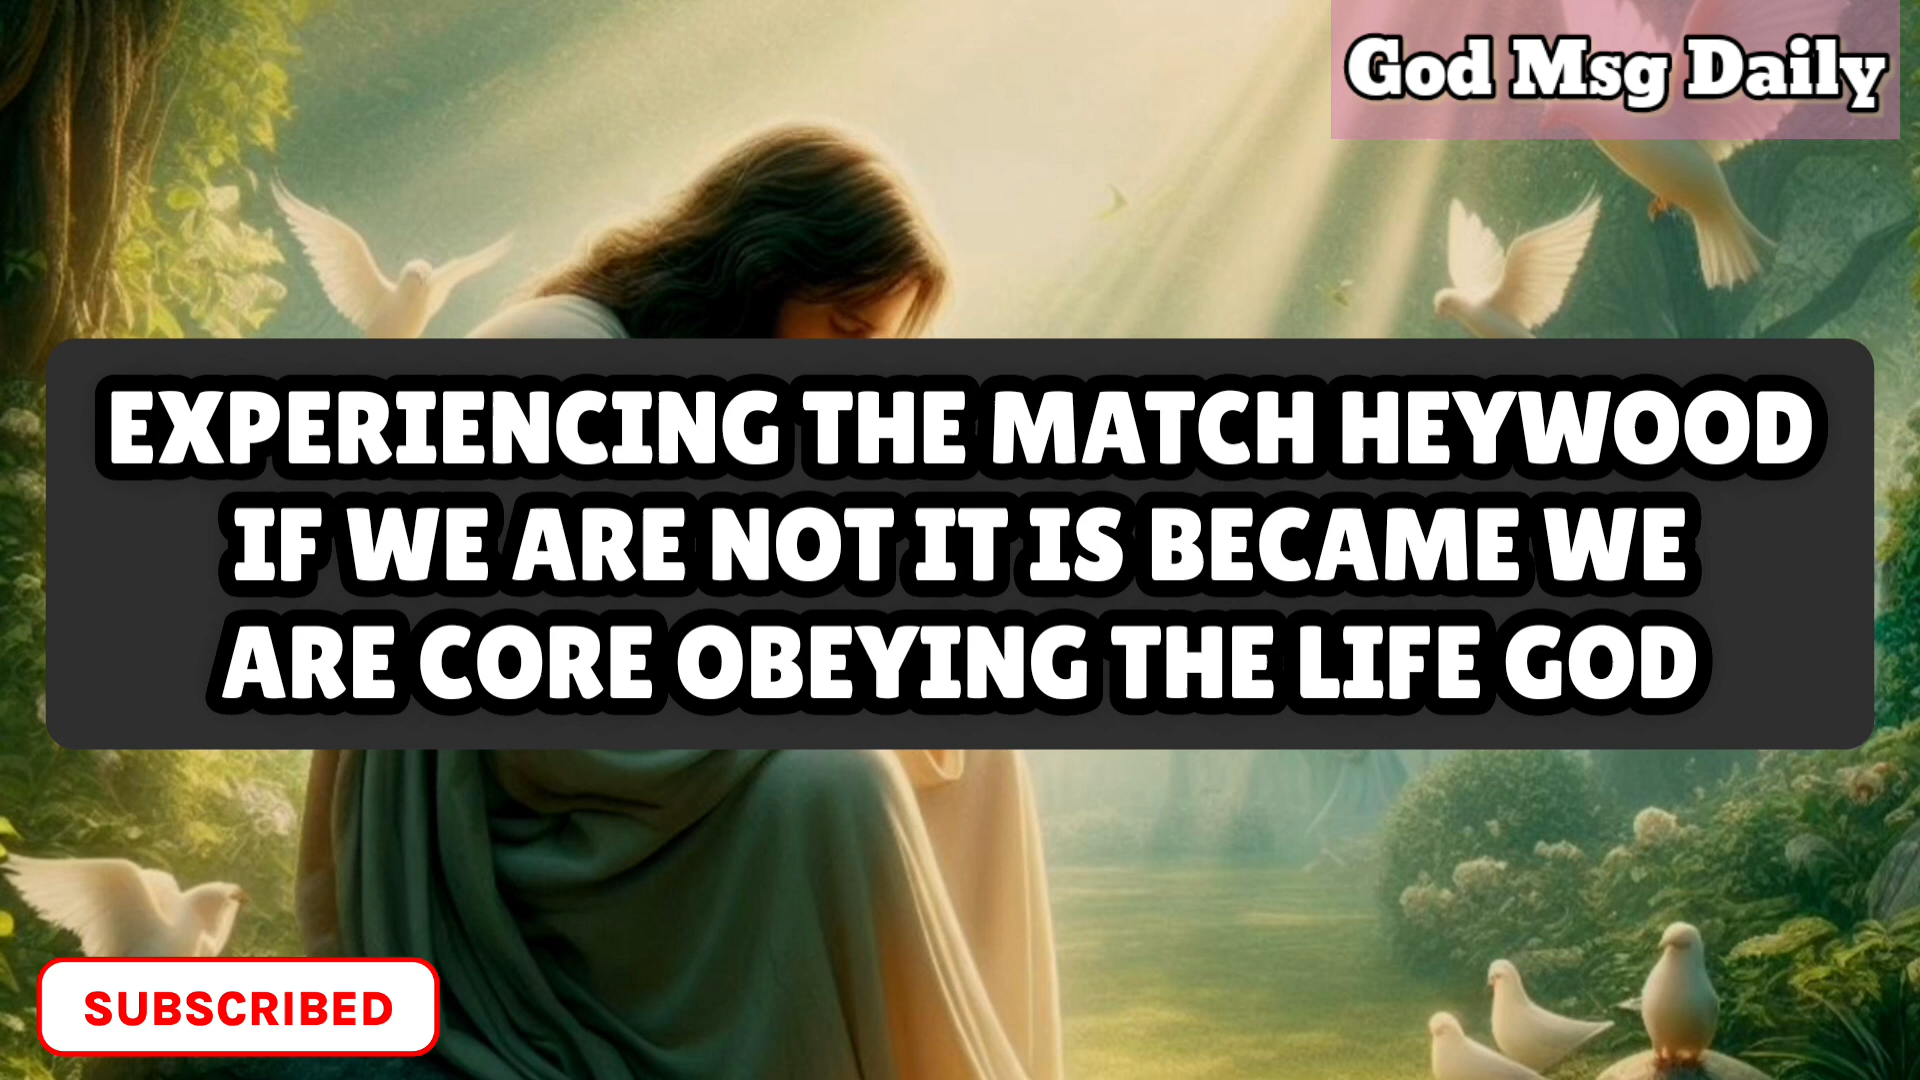 God Msg Daily
EXPERIENCING THE MATCH HEYWOOD
IF WE ARE NOT IT IS BECAME WE
ARE CORE OBEYING THE LIFE GOD
SUBSCRIBED